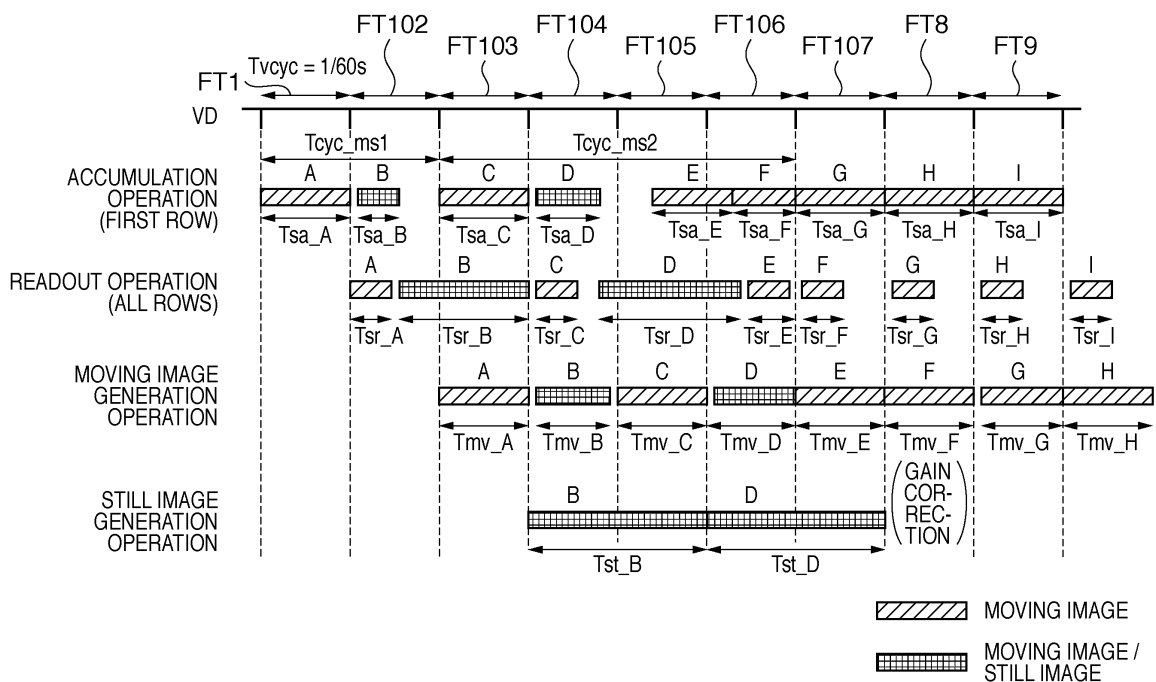 FT102 FT104 FT106 FT8
FT103 FT105 FT107 FT9
FT1 Tvcyc = 1/60s
VD
Tcyc_ms1 Tcyc_ms2
ACCUMULATION
OPERATION
(FIRST ROW)
A B C D E F G H I
Tsa_A Tsa_B Tsa_C Tsa_D Tsa_E Tsa_F Tsa_G Tsa_H Tsa_I
READOUT OPERATION
(ALL ROWS)
A B C D E F G H I
Tsr_A Tsr_B Tsr_C Tsr_D Tsr_E Tsr_F Tsr_G Tsr_H Tsr_I
MOVING IMAGE
GENERATION
OPERATION
A B C D E F G H
Tmv_A Tmv_B Tmv_C Tmv_D Tmv_E Tmv_F Tmv_G Tmv_H
(GAIN
COR-
REC-
TION)
STILL IMAGE
GENERATION
OPERATION
B D
Tst_B Tst_D
MOVING IMAGE
MOVING IMAGE /
STILL IMAGE